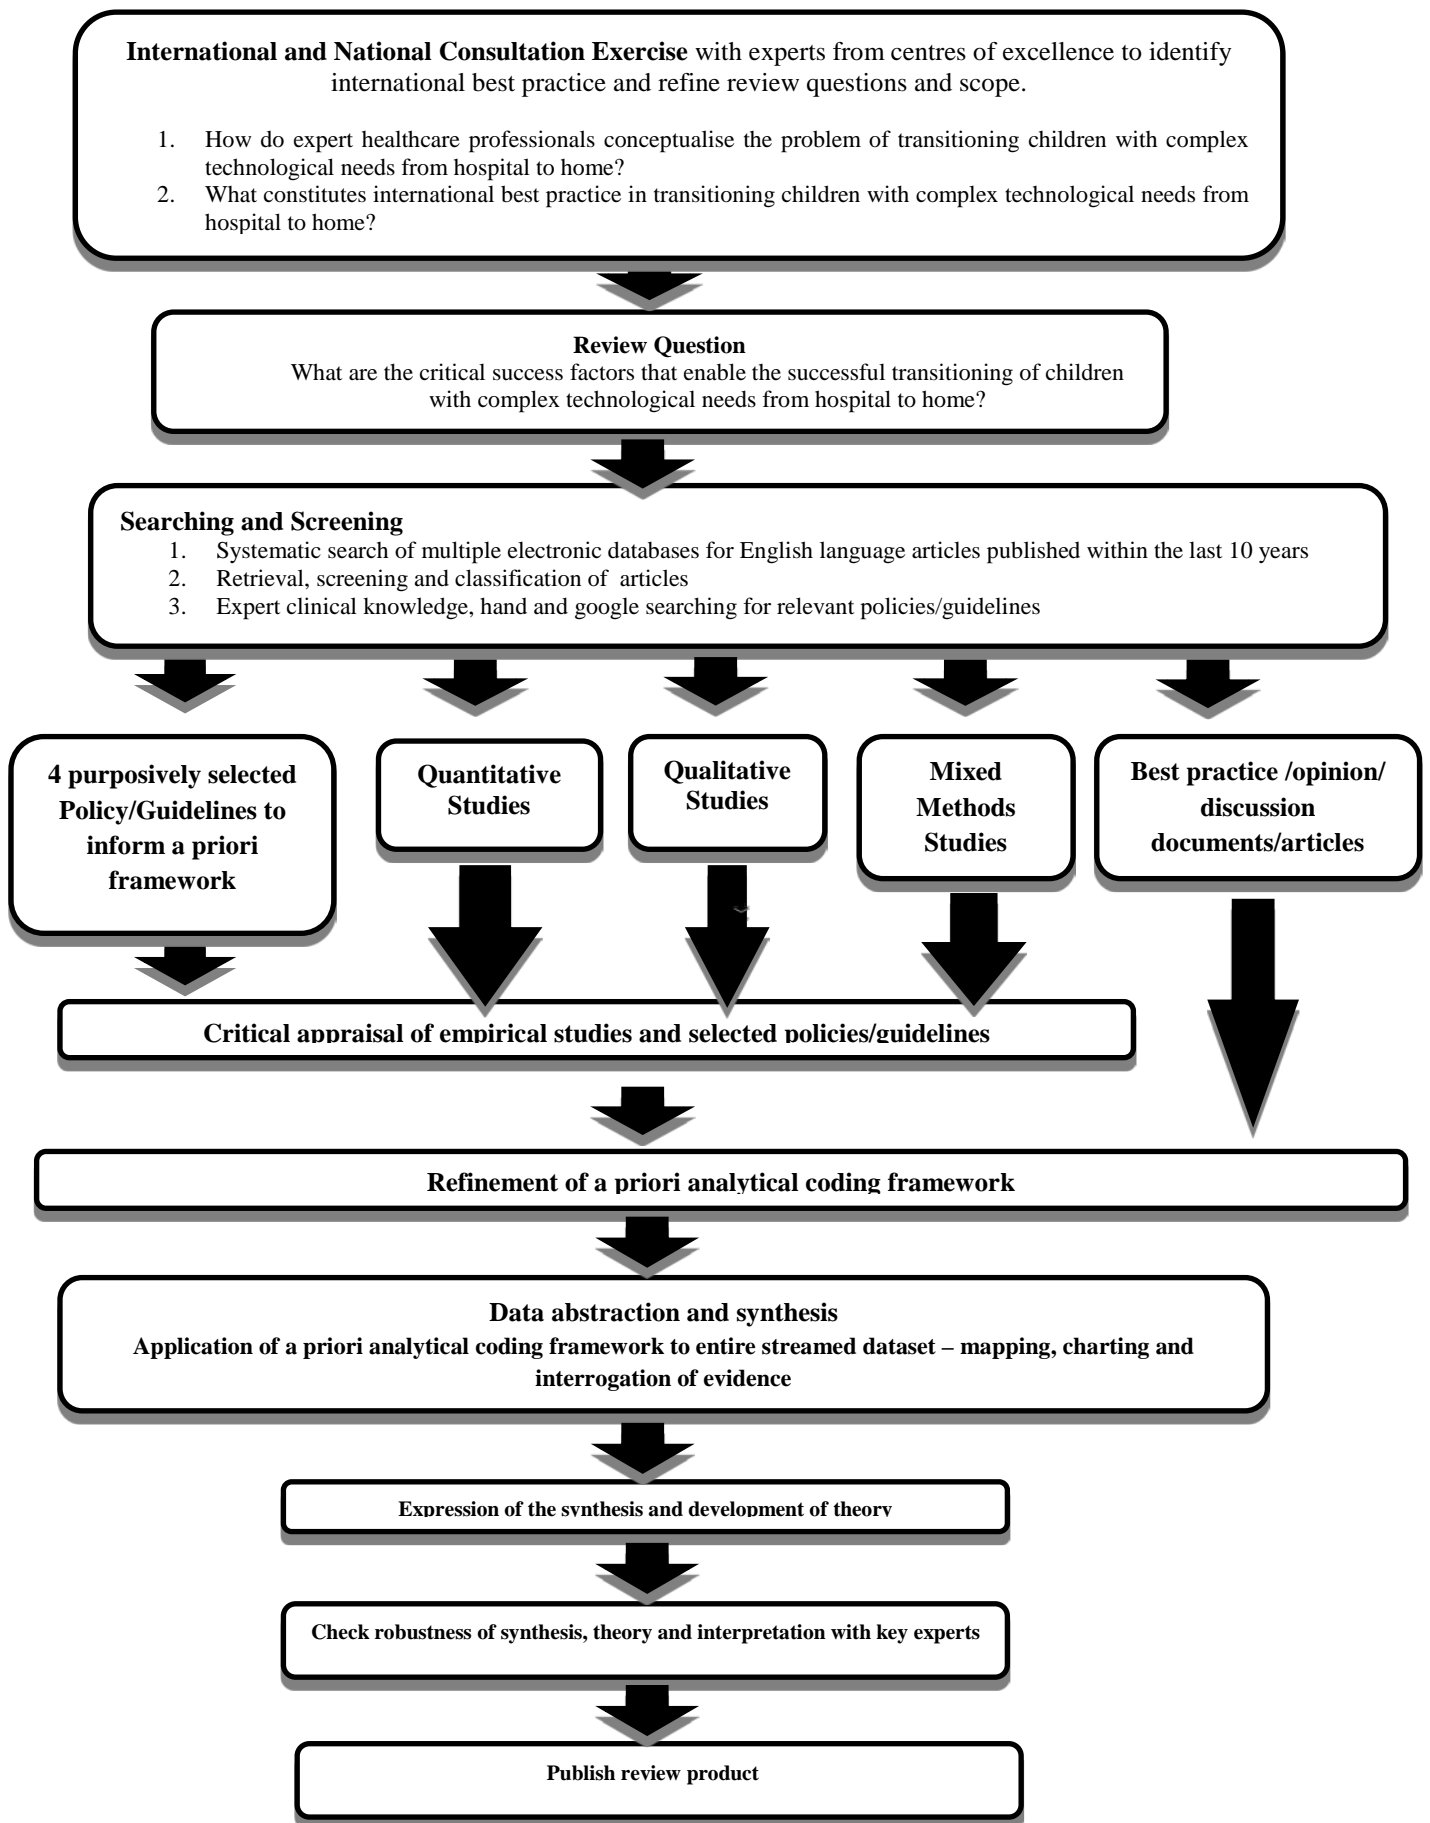 International and National Consultation Exercise with experts from centres of excellence to identify
international best practice and refine review questions and scope.
1. How do expert healthcare professionals conceptualise the problem of transitioning children with complex
technological needs from hospital to home?
2. What constitutes international best practice in transitioning children with complex technological needs from
hospital to home?
Review Question
What are the critical success factors that enable the successful transitioning of children
with complex technological needs from hospital to home?
Searching and Screening
1. Systematic search of multiple electronic databases for English language articles published within the last 10 years
2. Retrieval, screening and classification of articles
3. Expert clinical knowledge, hand and google searching for relevant policies/guidelines
4 purposively selected
Policy/Guidelines to
inform a priori
framework
Quantitative
Studies
Qualitative
Studies
Mixed
Methods
Studies
Best practice /opinion/
discussion
documents/articles
Critical appraisal of empirical studies and selected policies/guidelines
Refinement of a priori analytical coding framework
Data abstraction and synthesis
Application of a priori analytical coding framework to entire streamed dataset – mapping, charting and
interrogation of evidence
Expression of the synthesis and development of theory
Check robustness of synthesis, theory and interpretation with key experts
Publish review product